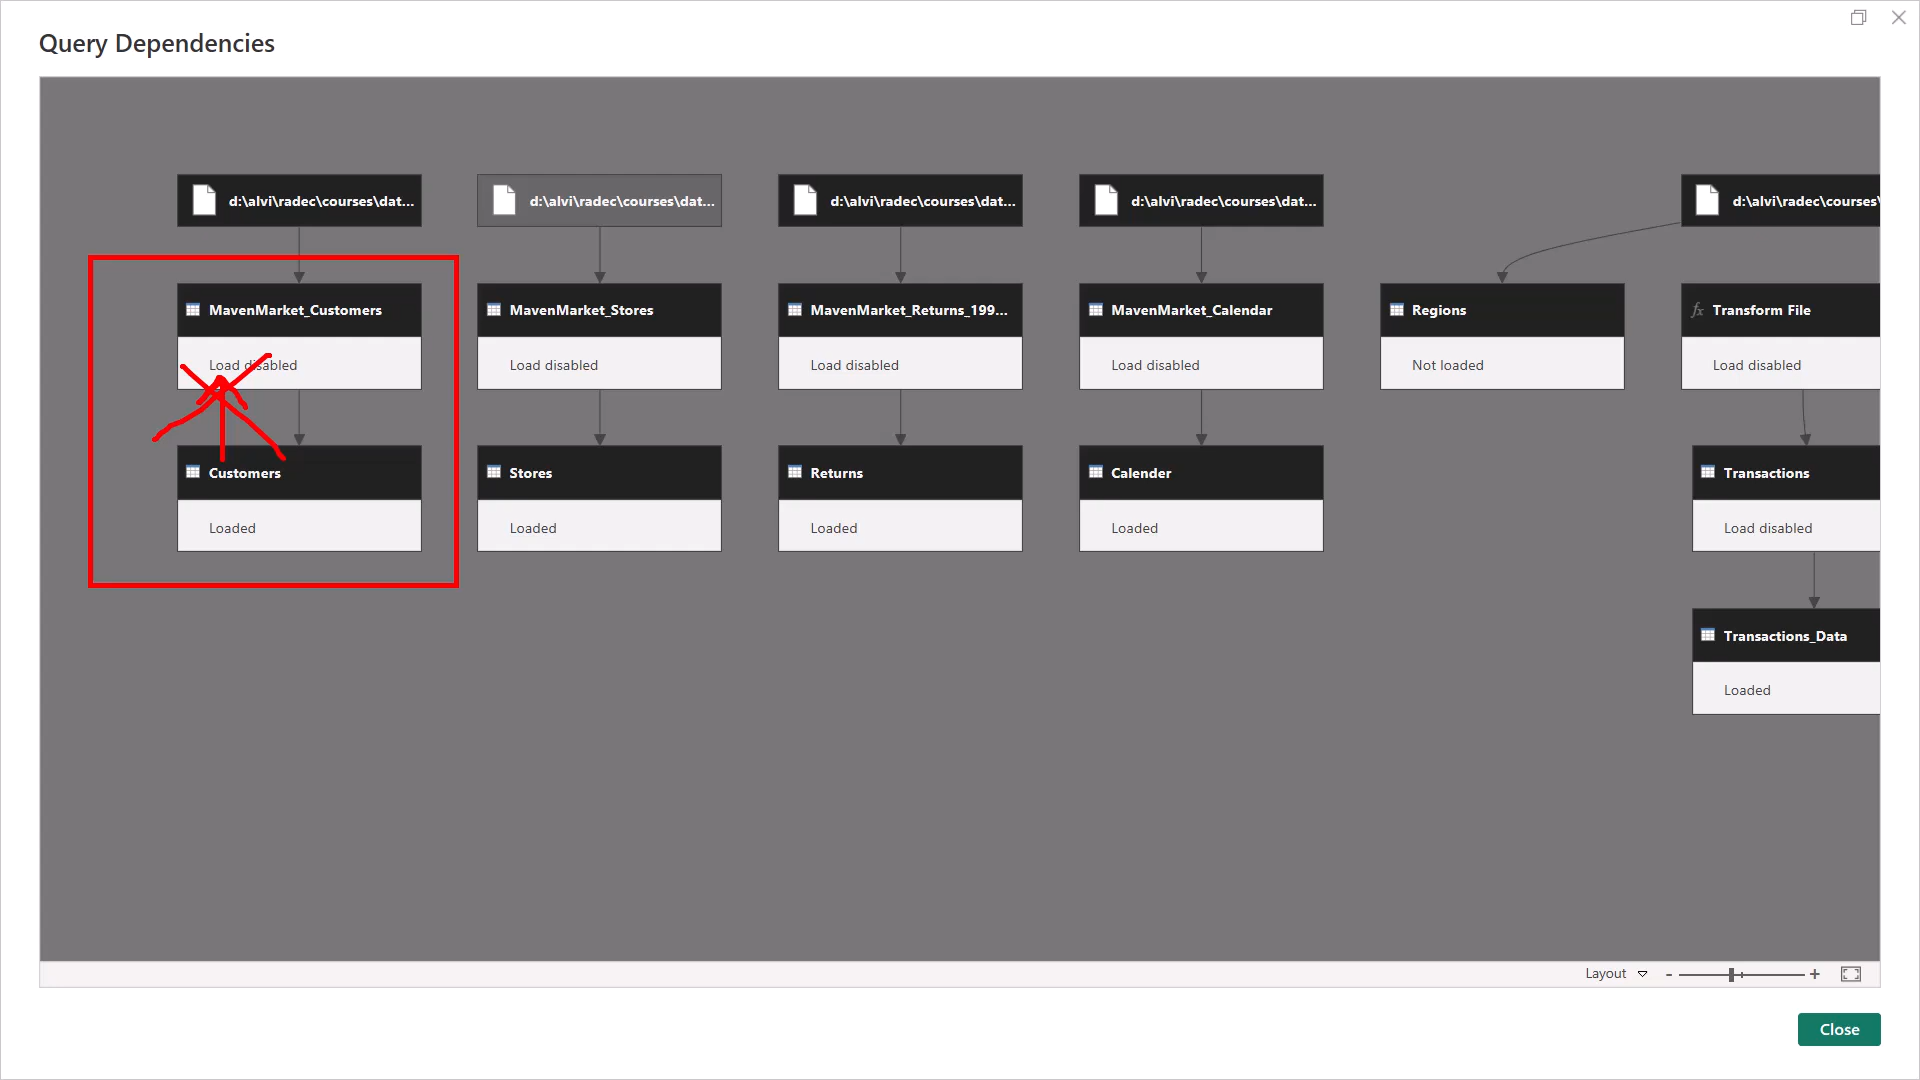 Query Dependencies
d:\alvi\radec\courses\dat...
d:\alvi\radec\courses\dat...
d:\alvi\radec\courses\dat...
d:\alvi\radec\courses\dat...
d:\alvi\radec\courses\
MavenMarket_Customers
MavenMarket_Stores
MavenMarket_Returns_199...
MavenMarket_Calendar
Regions
fx Transform File
Load disabled
Load disabled
Load disabled
Load disabled
Not loaded
Load disabled
Customers
Stores
Returns
Calender
Transactions
Loaded
Loaded
Loaded
Loaded
Load disabled
Transactions_Data
Loaded
Layout - +
Close